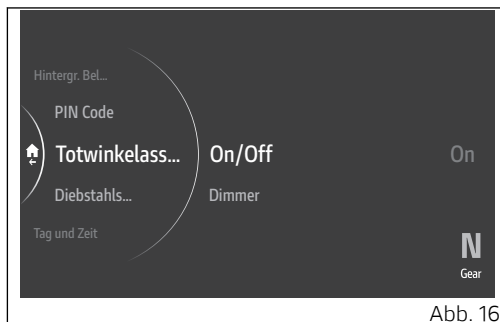 Hintergr. Bel...
PIN Code
Totwinkelass...
Diebstahls...
Tag und Zeit
On/Off
On
Dimmer
N
Gear
Abb. 16